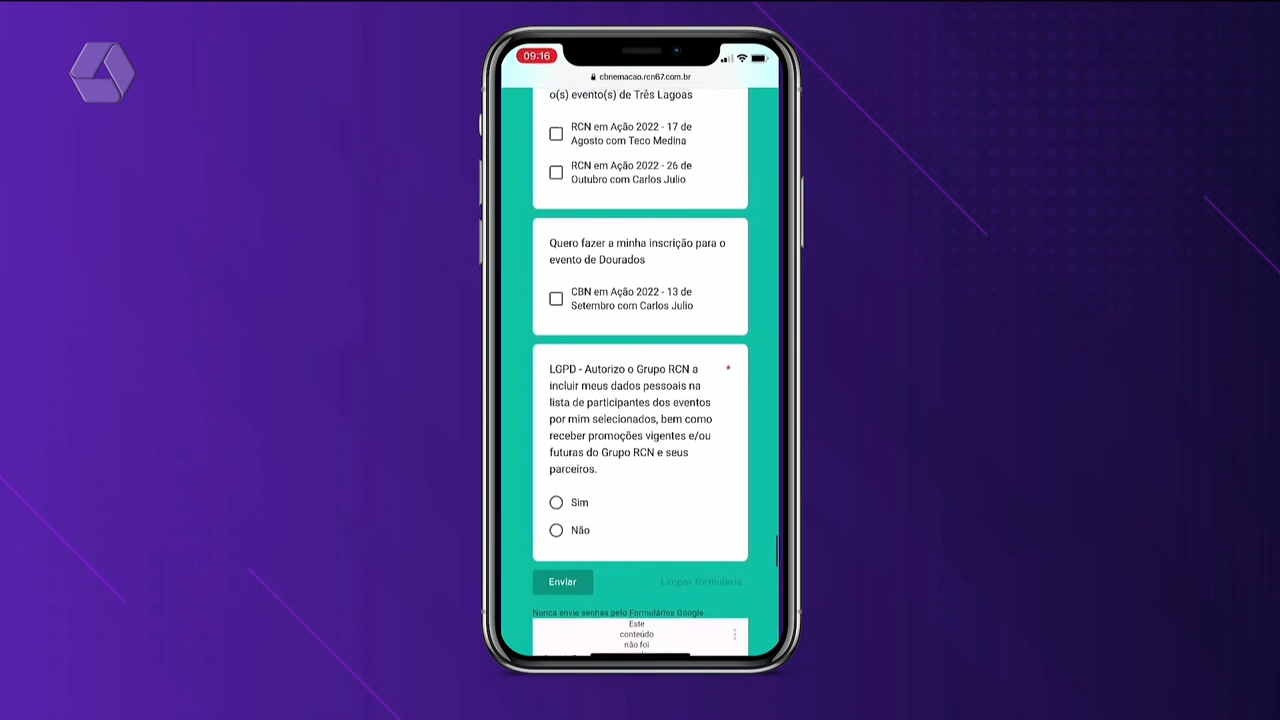 09:16
cbnemacao.rcn67.com.br
o(s) evento(s) de Três Lagoas
RCN em Ação 2022 - 17 de
Agosto com Teco Medina
RCN em Ação 2022 - 26 de
Outubro com Carlos Julio
Quero fazer a minha inscrição para o
evento de Dourados
CBN em Ação 2022 - 13 de
Setembro com Carlos Julio
LGPD - Autorizo o Grupo RCN a *
incluir meus dados pessoais na
lista de participantes dos eventos
por mim selecionados, bem como
receber promoções vigentes e/ou
futuras do Grupo RCN e seus
parceiros.
Sim
Não
Enviar Limpar formulário
Nunca envie senhas pelo Formulários Google.
Este
conteúdo
não foi